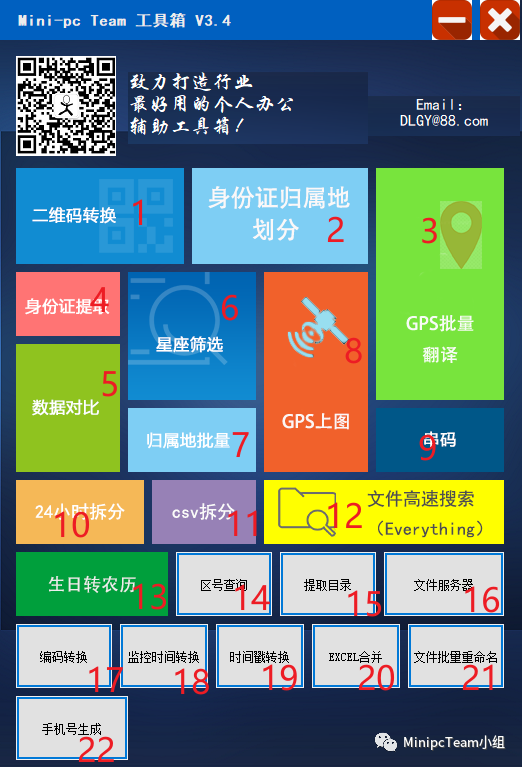 Mini-pc Team 工具箱 V3.4
致力打造行业
最好用的个人办公
辅助工具箱！
Email:
DLGY@88.com
二维码转换 1
身份证归属地
划分 2
3
GPS批量
翻译
身份证提取 4
数据对比 5
6
星座筛选
归属地批量 7
8
GPS上图
串码 9
24小时拆分 10
csv拆分 11
文件高速搜索
(Everything) 12
生日转农历 13
区号查询 14
提取目录 15
文件服务器 16
编码转换 17
监控时间转换 18
时间戳转换 19
EXCEL合并 20
文件批量重命名 21
手机号生成 22
MinipcTeam小组